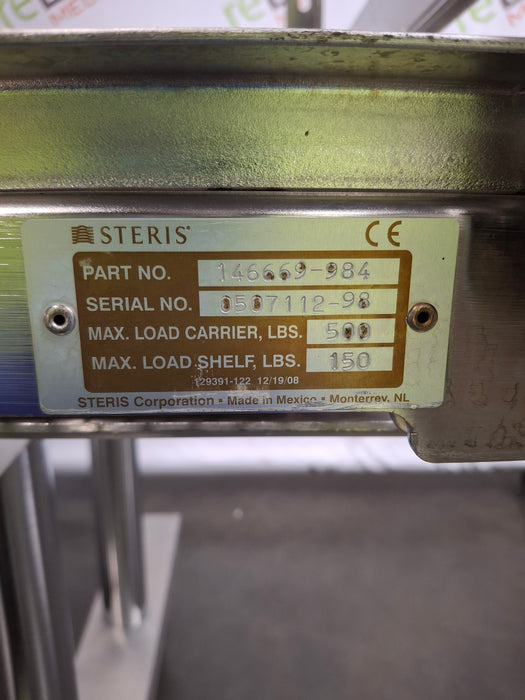 STERIS® CE
PART NO. 146669-984
SERIAL NO. 0507112-98
MAX. LOAD CARRIER, LBS. 500
MAX. LOAD SHELF, LBS. 150
129391-122 12/19/08
STERIS Corporation • Made in Mexico • Monterrey, NL